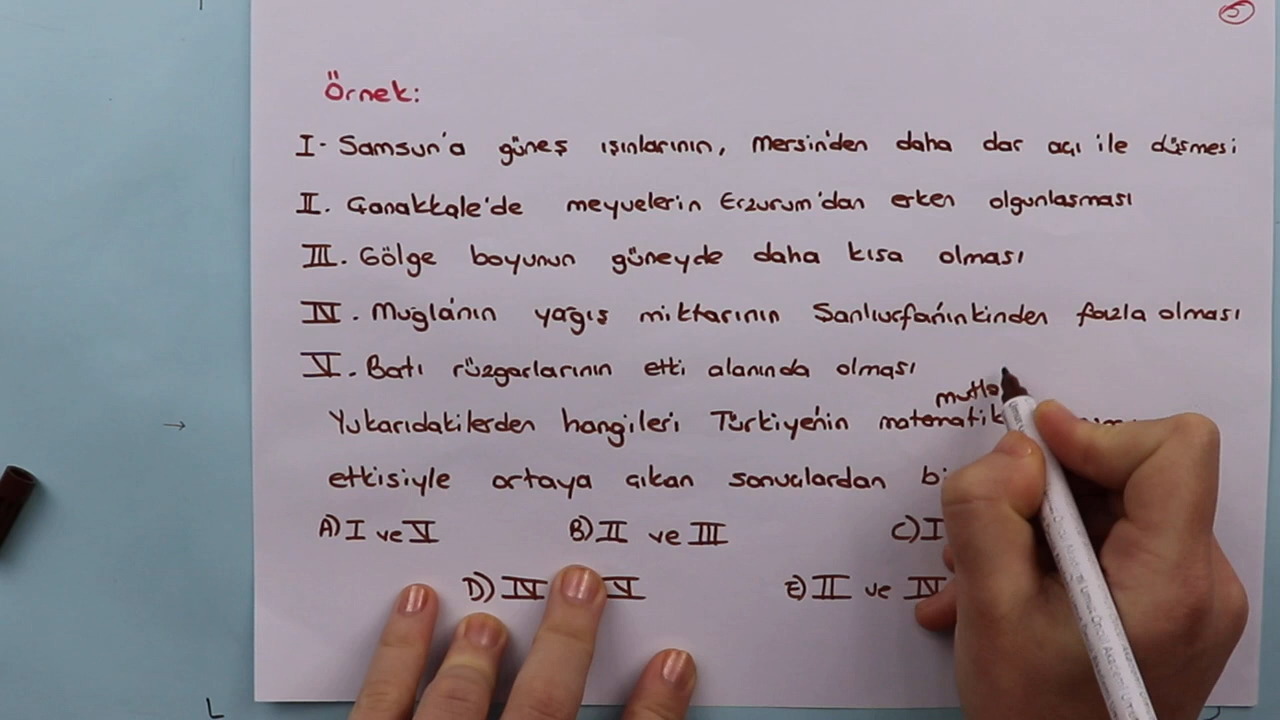 Örnek:
I- Samsun'a güneş ışınlarının, Mersin'den daha dar açı ile düşmesi
II. Çanakkale'de meyvelerin Erzurum'dan erken olgunlaşması
III. Gölge boyunun güneyde daha kısa olması
IV. Muğla'nın yağış miktarının Şanlıurfa'nınkinden fazla olması
V. Batı rüzgarlarının etki alanında olması
mutla
Yukarıdakilerden hangileri Türkiye'nin matematik
etkisiyle ortaya çıkan sonuçlardan bi
A) I ve V B) II ve III C) I
D) IV V E) II ve IV